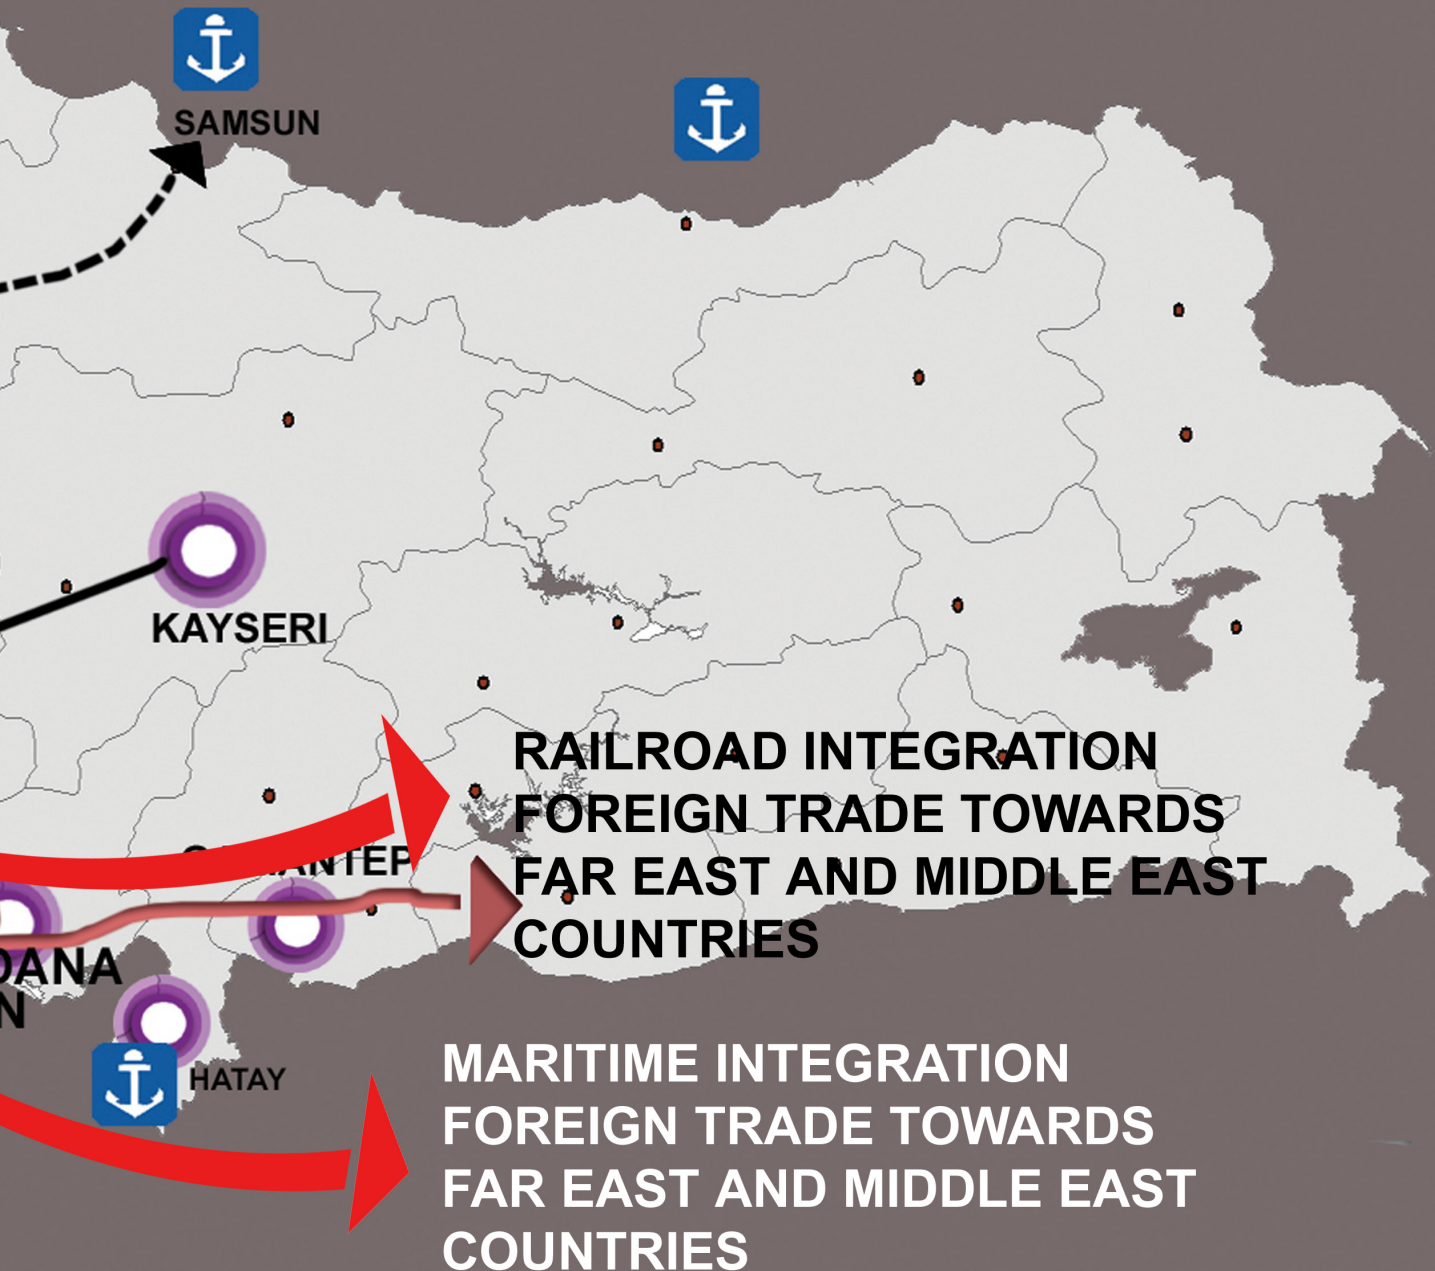 SAMSUN
KAYSERI
RAILROAD INTEGRATION
FOREIGN TRADE TOWARDS
FAR EAST AND MIDDLE EAST
COUNTRIES
DANA
N
HATAY
MARITIME INTEGRATION
FOREIGN TRADE TOWARDS
FAR EAST AND MIDDLE EAST
COUNTRIES